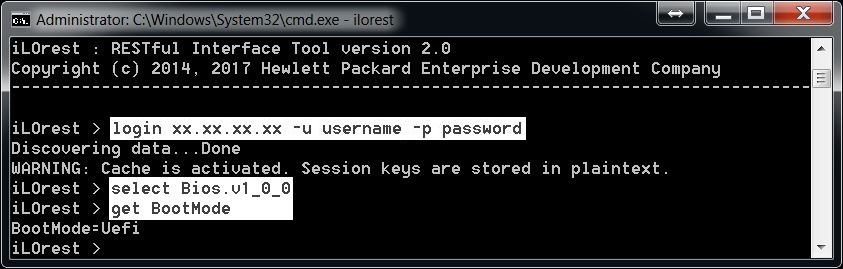 Administrator: C:\Windows\System32\cmd.exe - ilorest
iLOrest : RESTful Interface Tool version 2.0
Copyright (c) 2014, 2017 Hewlett Packard Enterprise Development Company
--------------------------------------------------------------------------------
iLOrest > login xx.xx.xx.xx -u username -p password
Discovering data...Done
WARNING: Cache is activated. Session keys are stored in plaintext.
iLOrest > select Bios.v1_0_0
iLOrest > get BootMode
BootMode=Uefi
iLOrest >